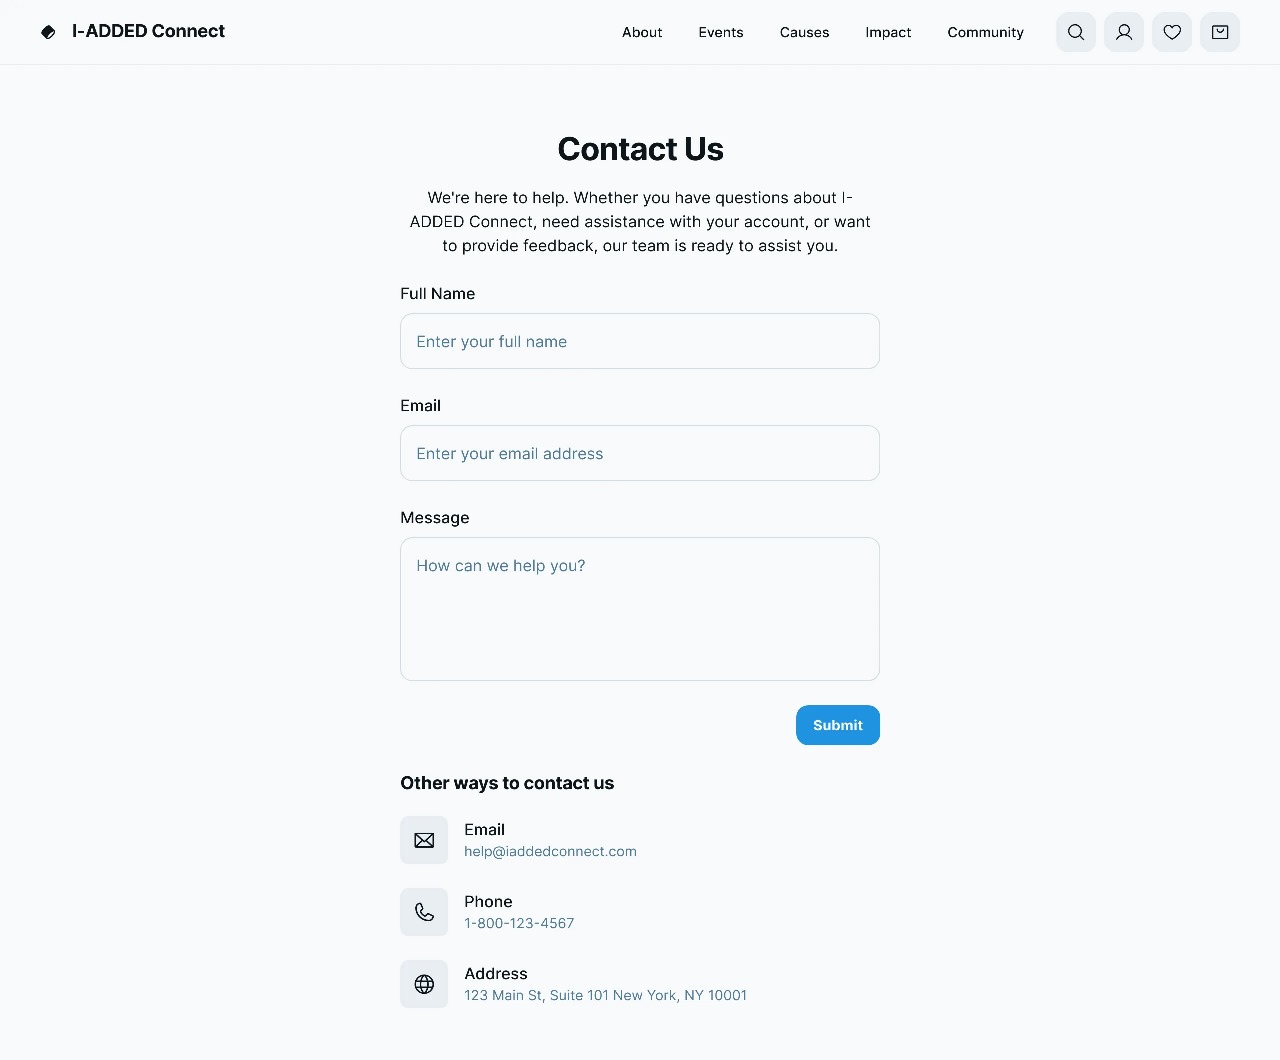 I-ADDED Connect
About Events Causes Impact Community
Contact Us
We're here to help. Whether you have questions about I-
ADDED Connect, need assistance with your account, or want
to provide feedback, our team is ready to assist you.
Full Name
Enter your full name
Email
Enter your email address
Message
How can we help you?
Submit
Other ways to contact us
Email
help@iaddedconnect.com
Phone
1-800-123-4567
Address
123 Main St, Suite 101 New York, NY 10001